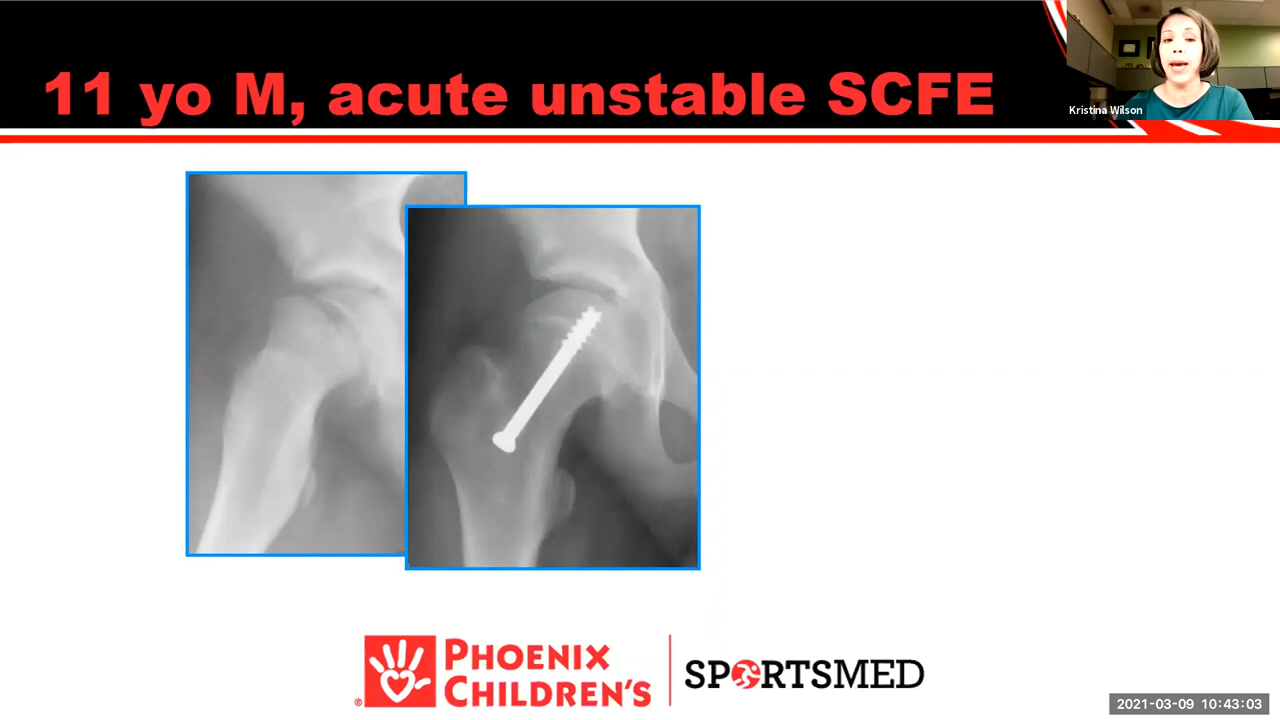 11 yo M, acute unstable SCFE
Kristina Wilson
PHOENIX
CHILDREN'S
®
SPORTSMED
2021-03-09 10:43:03